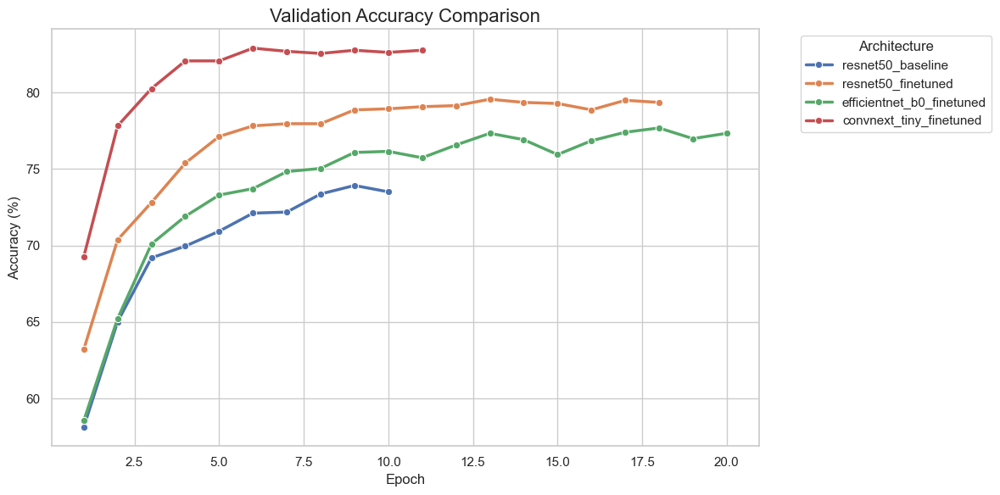 Validation Accuracy Comparison
Accuracy (%)
80
75
70
65
60
2.5 5.0 7.5 10.0 12.5 15.0 17.5 20.0
Epoch
Architecture
resnet50_baseline
resnet50_finetuned
efficientnet_b0_finetuned
convnext_tiny_finetuned